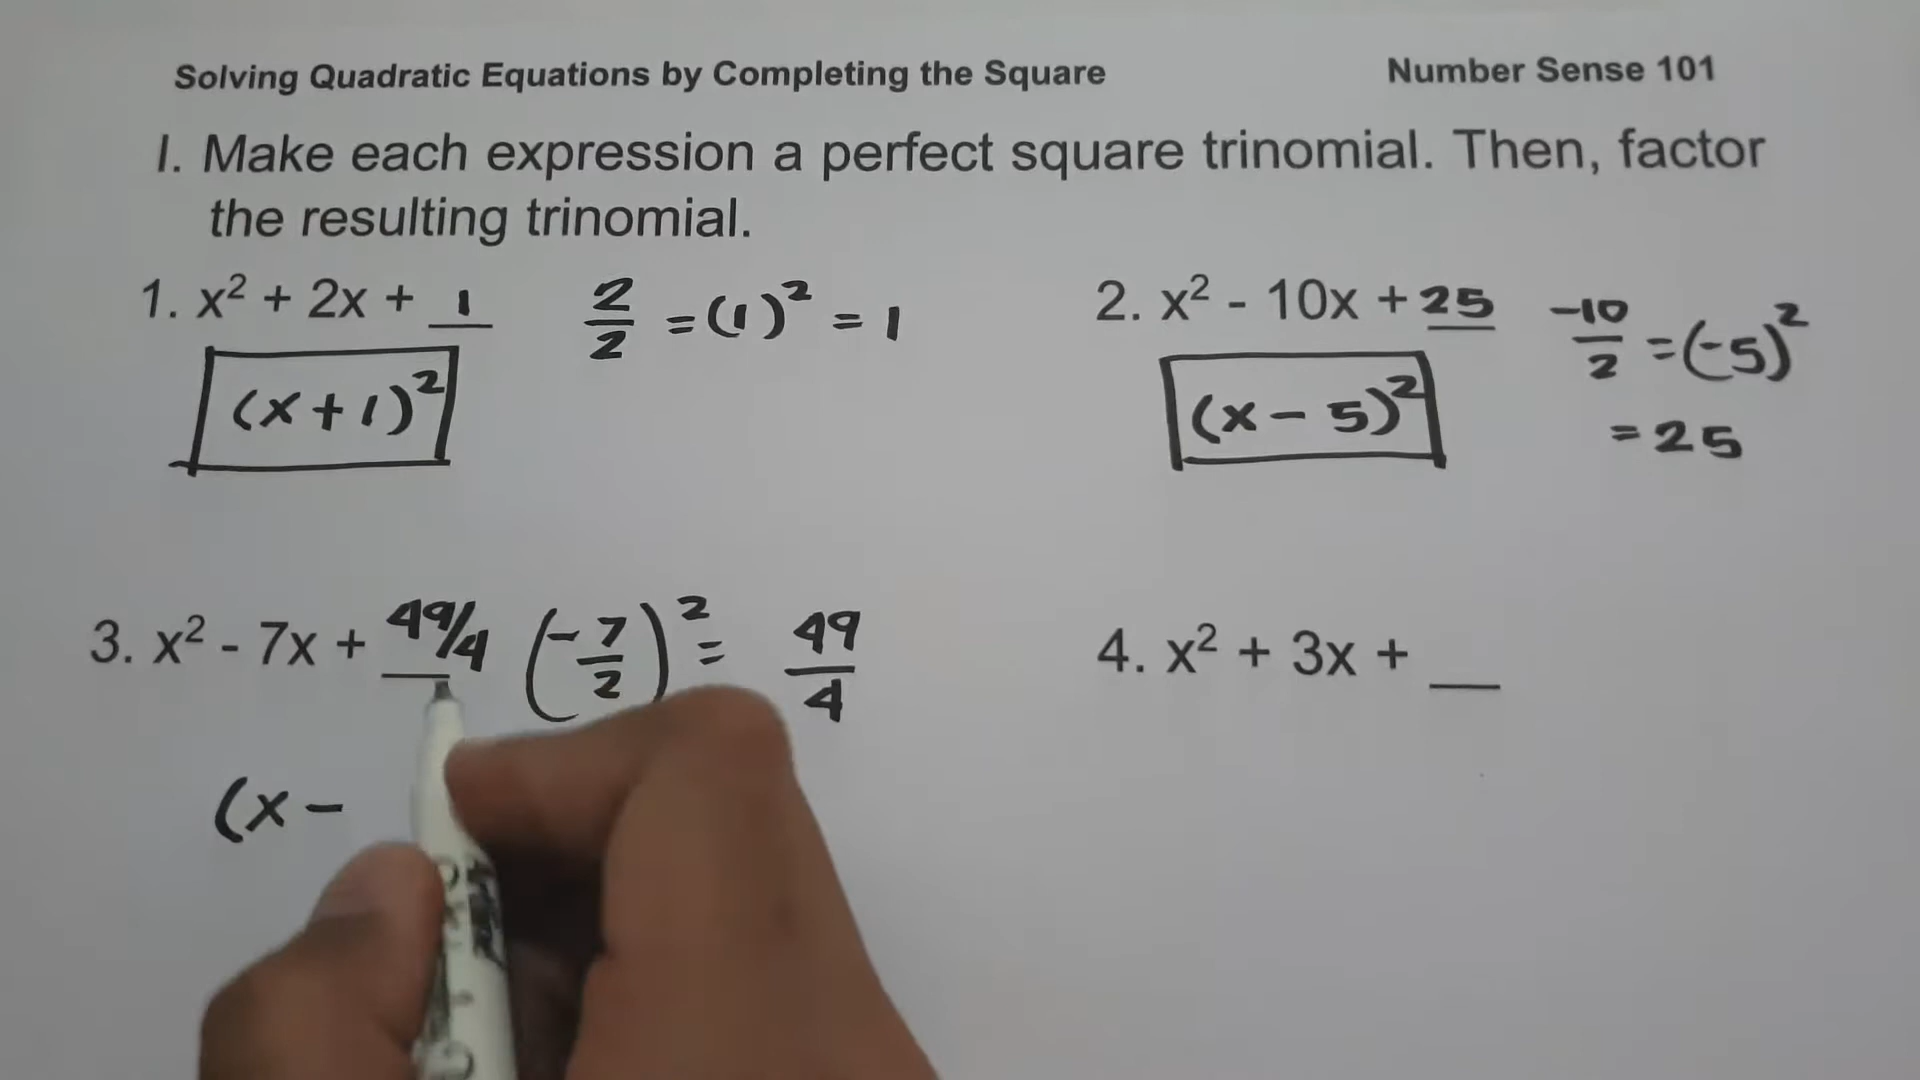 Solving Quadratic Equations by Completing the Square Number Sense 101
I. Make each expression a perfect square trinomial. Then, factor
the resulting trinomial.
1. x² + 2x + 1 2/2 = (1)² = 1
(x + 1)²
2. x² - 10x + 25 -10/2 = (-5)²
= 25
(x - 5)²
3. x² - 7x + 49/4 (-7/2)² = 49/4
(x -
4. x² + 3x + __